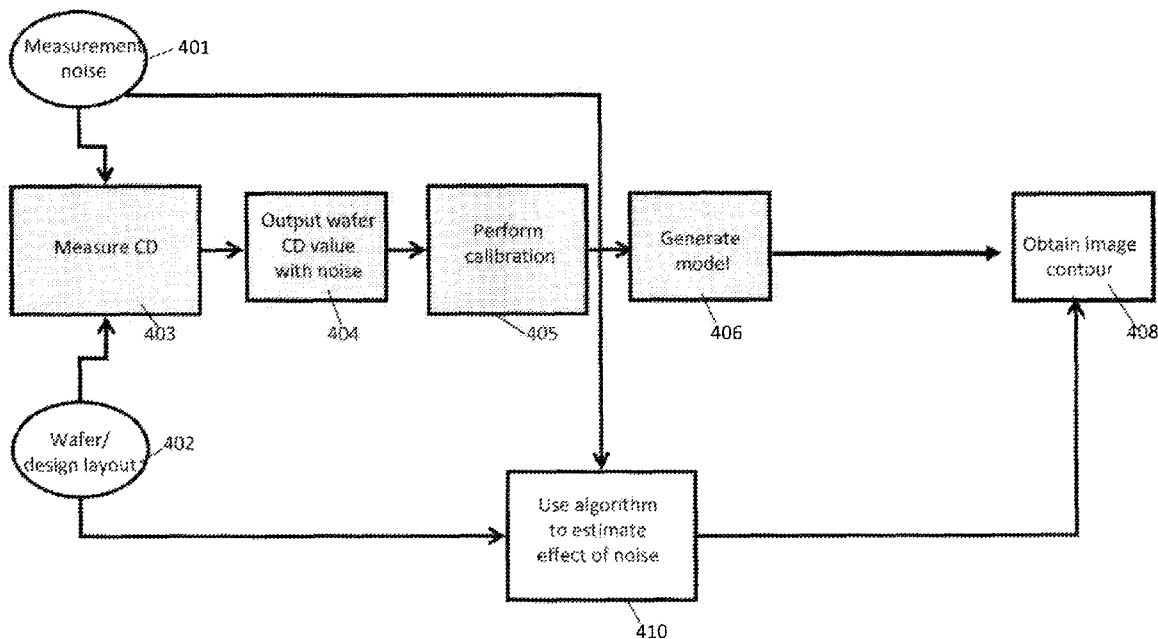 Measurement
noise
401
Measure CD
403
Output wafer
CD value
with noise
404
Perform
calibration
405
Generate
model
406
Obtain image
contour
408
Wafer/
design layout
402
Use algorithm
to estimate
effect of noise
410